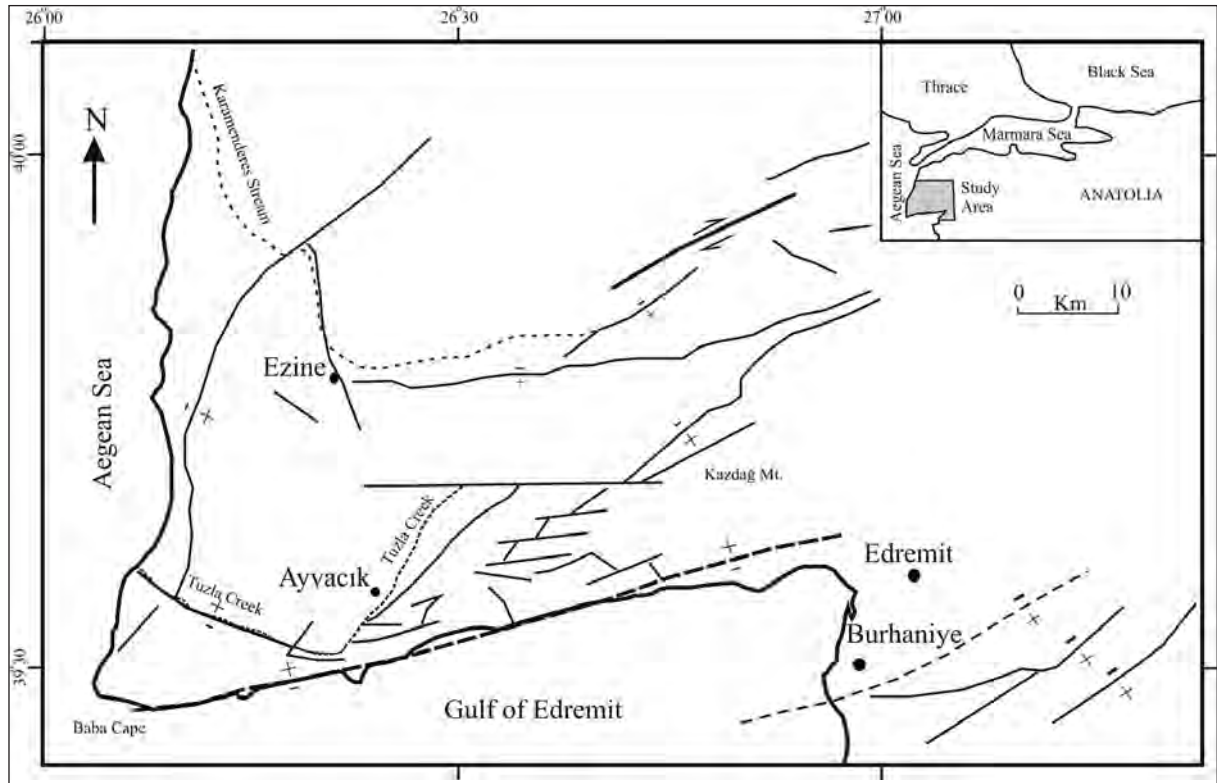 26°00'
26°30'
27°00'
N
40°00'
39°30'
Karamenderes Stream
Thrace
Black Sea
Marmara Sea
Aegean Sea
Study
Area
ANATOLIA
0 10
Km
Ezine
Aegean Sea
Kazdağ Mt.
Tuzla Creek
Ayvacık
Tuzla Creek
Edremit
Burhaniye
Gulf of Edremit
Baba Cape